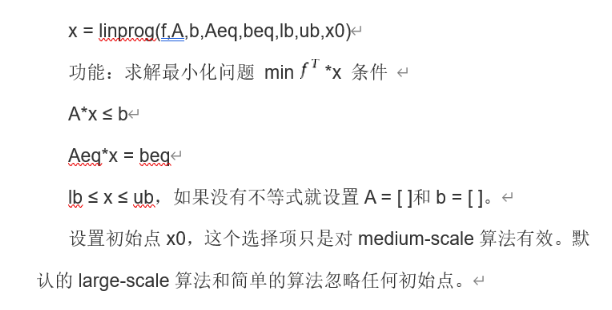 x = linprog(f,A,b,Aeq,beq,lb,ub,x0)
功能：求解最小化问题 min f^T *x 条件
A*x ≤ b
Aeq*x = beq
lb ≤ x ≤ ub，如果没有不等式就设置 A = [ ]和 b = [ ]。
设置初始点 x0，这个选择项只是对 medium-scale 算法有效。默
认的 large-scale 算法和简单的算法忽略任何初始点。